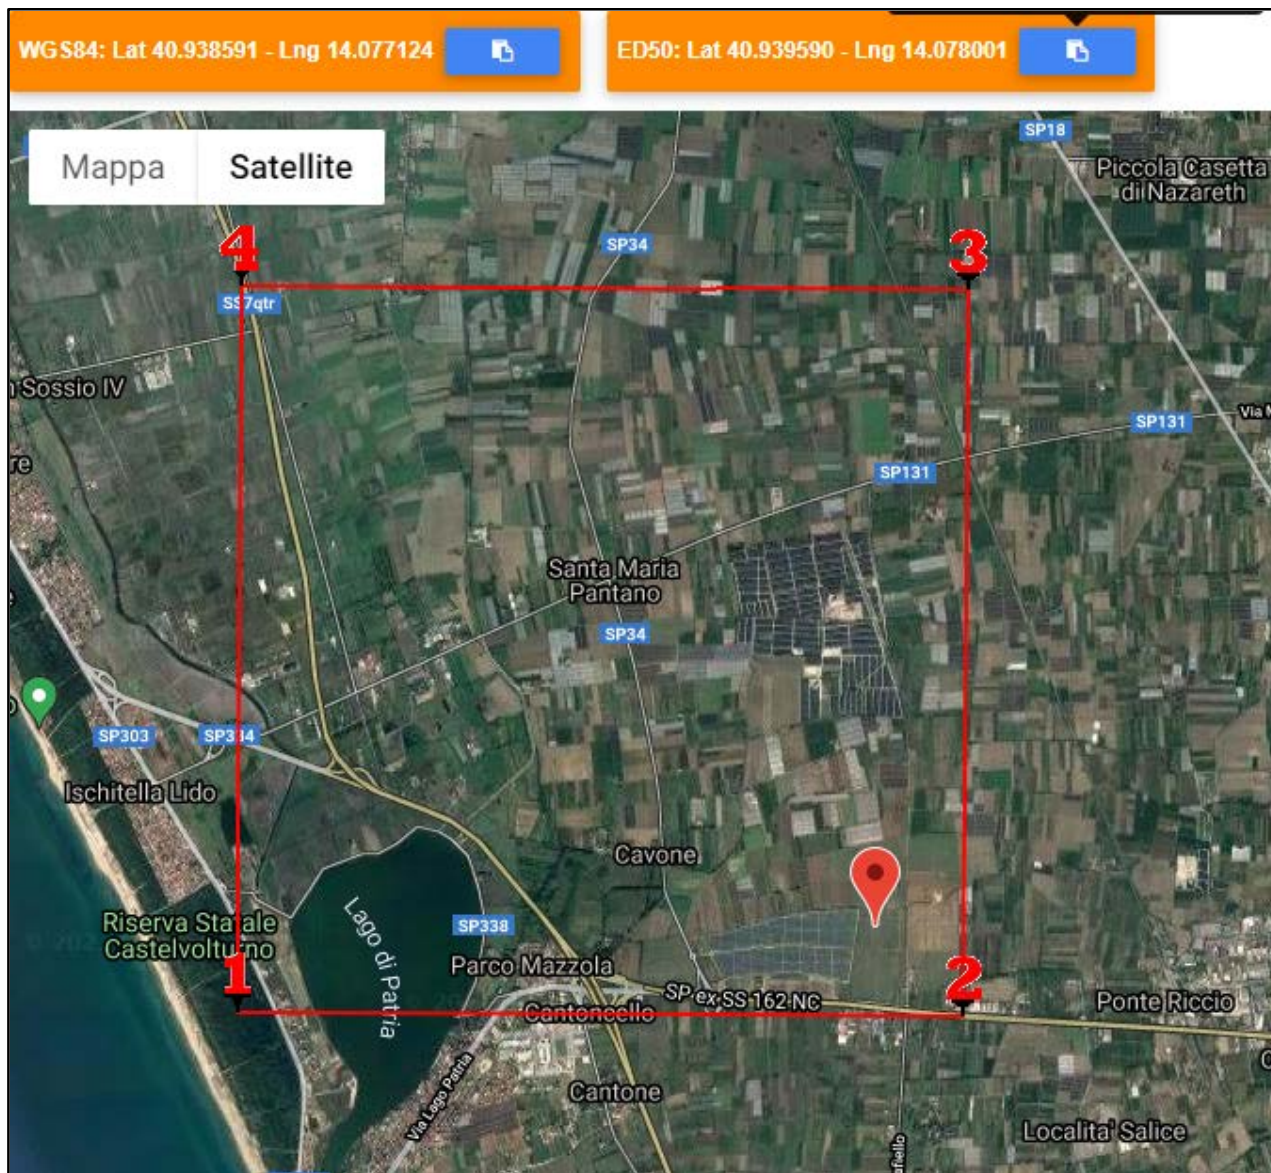 WGS84: Lat 40.938591 - Lng 14.077124
ED50: Lat 40.939590 - Lng 14.078001
Mappa
Satellite
SP18
Piccola Casetta
di Nazareth
4
SP34
3
SS7qtr
Sossio IV
SP131
Via
SP131
Santa Maria
Pantano
SP34
SP303
SP334
Ischitella Lido
Cavone
Riserva Statale
Castelvolturno
Lago di Patria
SP338
Parco Mazzola
1
2
SP ex SS 162 NC
Cantoncello
Ponte Riccio
Via Lago Patria
Cantone
Localita' Salice